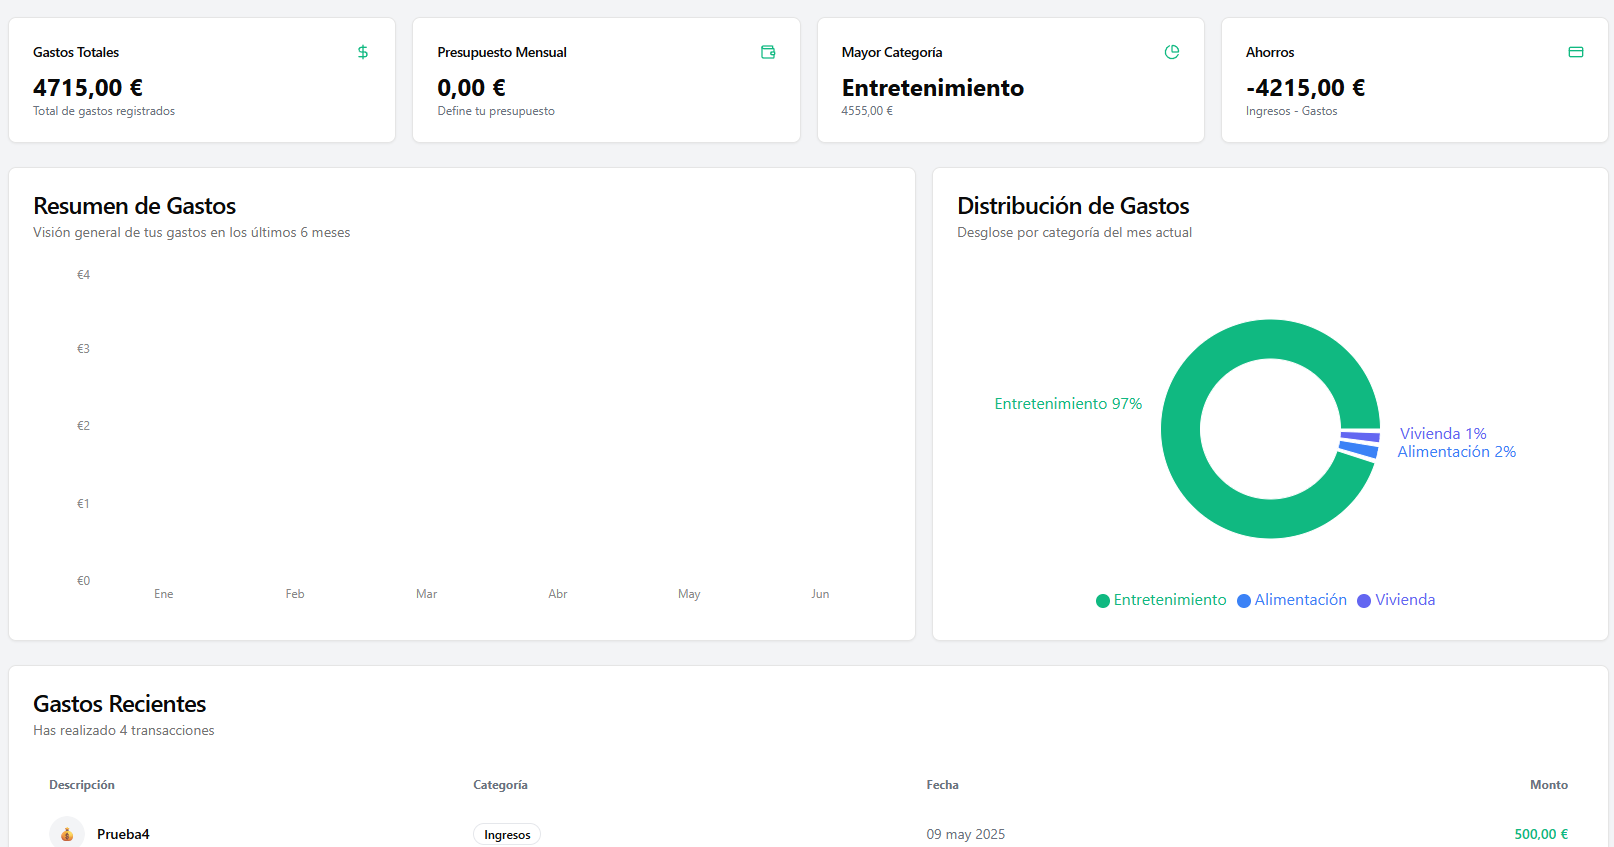 Gastos Totales
4715,00 €
Total de gastos registrados
Presupuesto Mensual
0,00 €
Define tu presupuesto
Mayor Categoría
Entretenimiento
4555,00 €
Ahorros
-4215,00 €
Ingresos - Gastos
Resumen de Gastos
Visión general de tus gastos en los últimos 6 meses
€4
€3
€2
€1
€0
Ene Feb Mar Abr May Jun
Distribución de Gastos
Desglose por categoría del mes actual
Entretenimiento 97%
Vivienda 1%
Alimentación 2%
Entretenimiento Alimentación Vivienda
Gastos Recientes
Has realizado 4 transacciones
Descripción Categoría Fecha Monto
Prueba4 Ingresos 09 may 2025 500,00 €